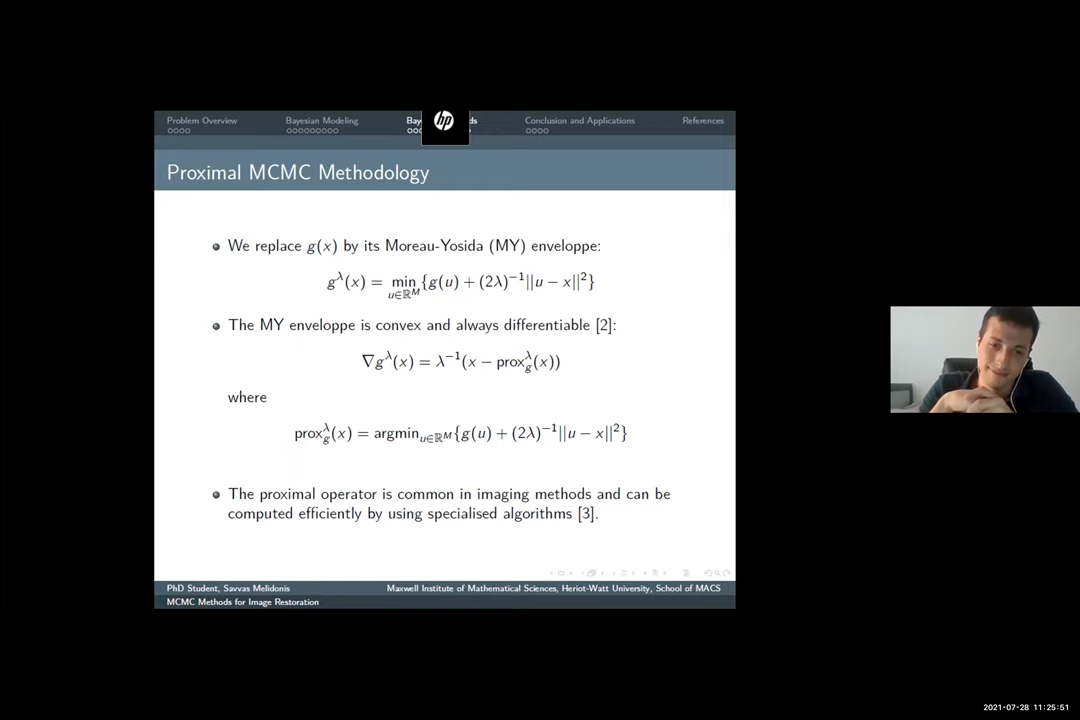 Problem Overview Bayesian Modeling Bay ds Conclusion and Applications References
hp
Proximal MCMC Methodology
We replace g(x) by its Moreau-Yosida (MY) enveloppe:
g^λ(x) = min_{u∈ℝ^M} {g(u) + (2λ)^{−1}||u − x||^2}
The MY enveloppe is convex and always differentiable [2]:
∇g^λ(x) = λ^{−1}(x − prox_g^λ(x))
where
prox_g^λ(x) = argmin_{u∈ℝ^M} {g(u) + (2λ)^{−1}||u − x||^2}
The proximal operator is common in imaging methods and can be
computed efficiently by using specialised algorithms [3].
PhD Student, Savvas Melidonis Maxwell Institute of Mathematical Sciences, Heriot-Watt University, School of MACS
MCMC Methods for Image Restoration
2021-07-28 11:25:51